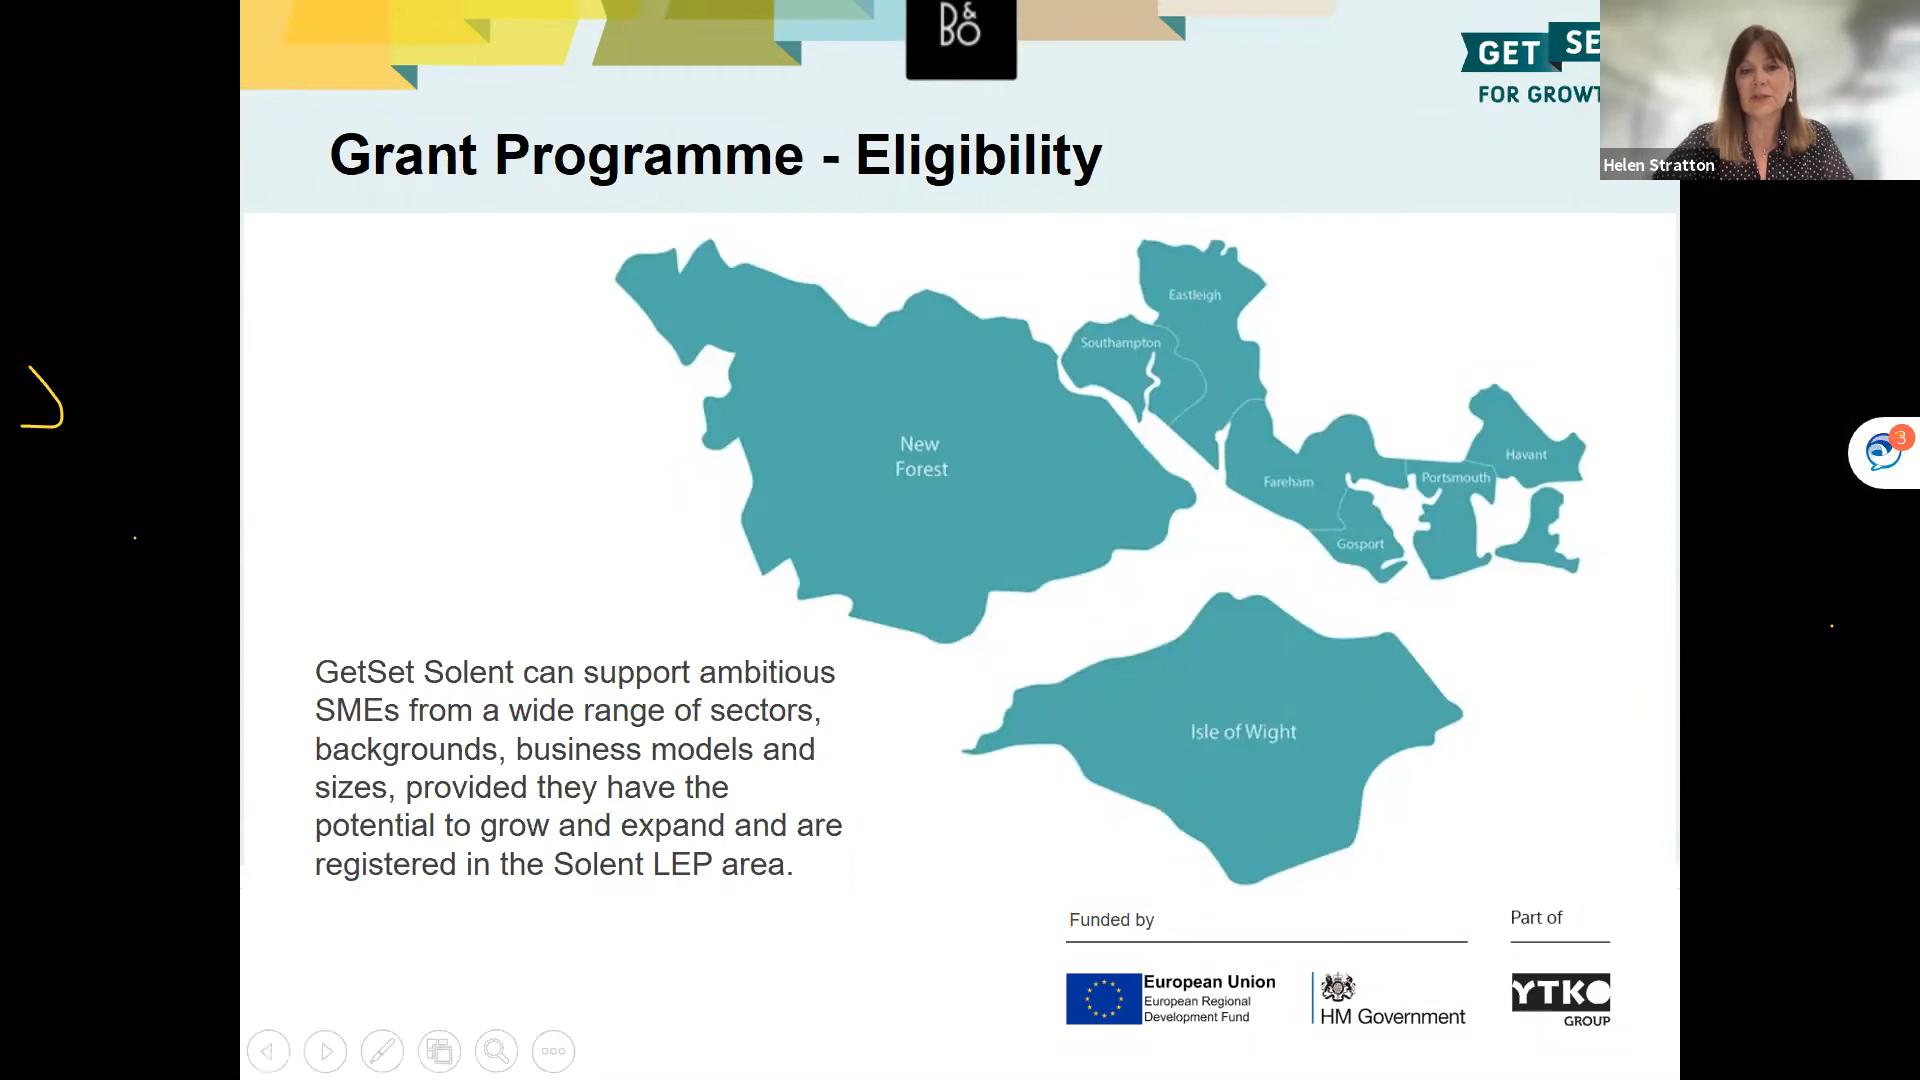 B&
BO
GET SE
FOR GROWT
Helen Stratton
Grant Programme - Eligibility
Eastleigh
Southampton
New
Forest
Havant
Fareham
Portsmouth
Gosport
Isle of Wight
3
GetSet Solent can support ambitious
SMEs from a wide range of sectors,
backgrounds, business models and
sizes, provided they have the
potential to grow and expand and are
registered in the Solent LEP area.
Funded by
Part of
European Union
European Regional
Development Fund
HM Government
YTKO
GROUP